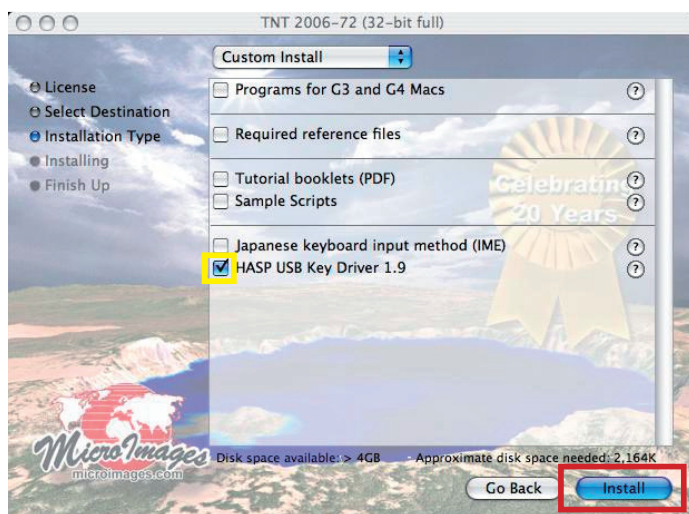 TNT 2006-72 (32-bit full)
Custom Install
License
Select Destination
Installation Type
Installing
Finish Up
Programs for G3 and G4 Macs ?
Required reference files ?
Tutorial booklets (PDF) ?
Sample Scripts ?
Japanese keyboard input method (IME) ?
HASP USB Key Driver 1.9 ?
Celebrating
20 Years
MicroImages
microimages.com
Disk space available: > 4GB - Approximate disk space needed: 2,164K
Go Back Install